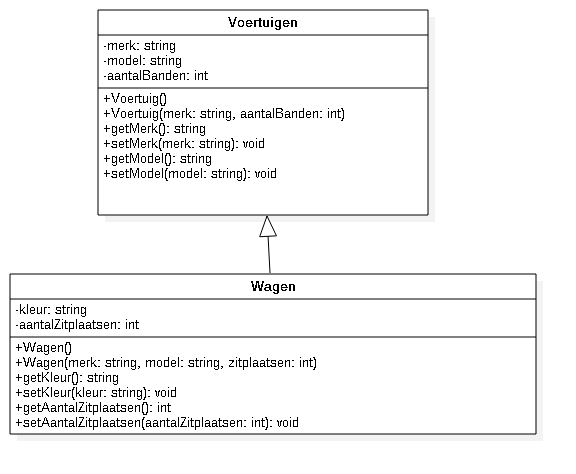 Voertuigen
-merk: string
-model: string
-aantalBanden: int
+Voertuig()
+Voertuig(merk: string, aantalBanden: int)
+getMerk(): string
+setMerk(merk: string): void
+getModel(): string
+setModel(model: string): void
Wagen
-kleur: string
-aantalZitplaatsen: int
+Wagen()
+Wagen(merk: string, model: string, zitplaatsen: int)
+getKleur(): string
+setKleur(kleur: string): void
+getAantalZitplaatsen(): int
+setAantalZitplaatsen(aantalZitplaatsen: int): void